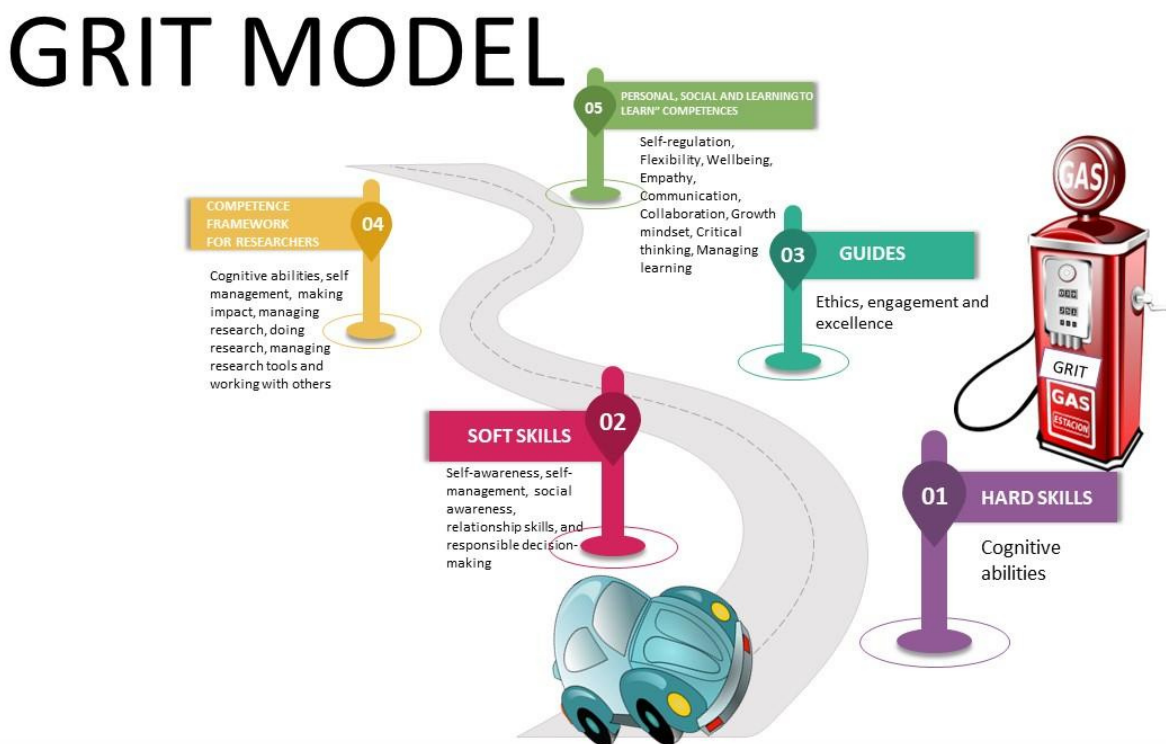 GRIT MODEL
05
PERSONAL, SOCIAL AND LEARNING TO
LEARN" COMPETENCES
Self-regulation,
Flexibility, Wellbeing,
Empathy,
Communication,
Collaboration, Growth
mindset, Critical
thinking, Managing
learning
COMPETENCE
FRAMEWORK
FOR RESEARCHERS
04
Cognitive abilities, self
management, making
impact, managing
research, doing
research, managing
research tools and
working with others
03
GUIDES
Ethics, engagement and
excellence
SOFT SKILLS
02
Self-awareness, self-
management, social
awareness,
relationship skills, and
responsible decision-
making
01
HARD SKILLS
Cognitive
abilities
GAS
GRIT
GAS
ESTACION